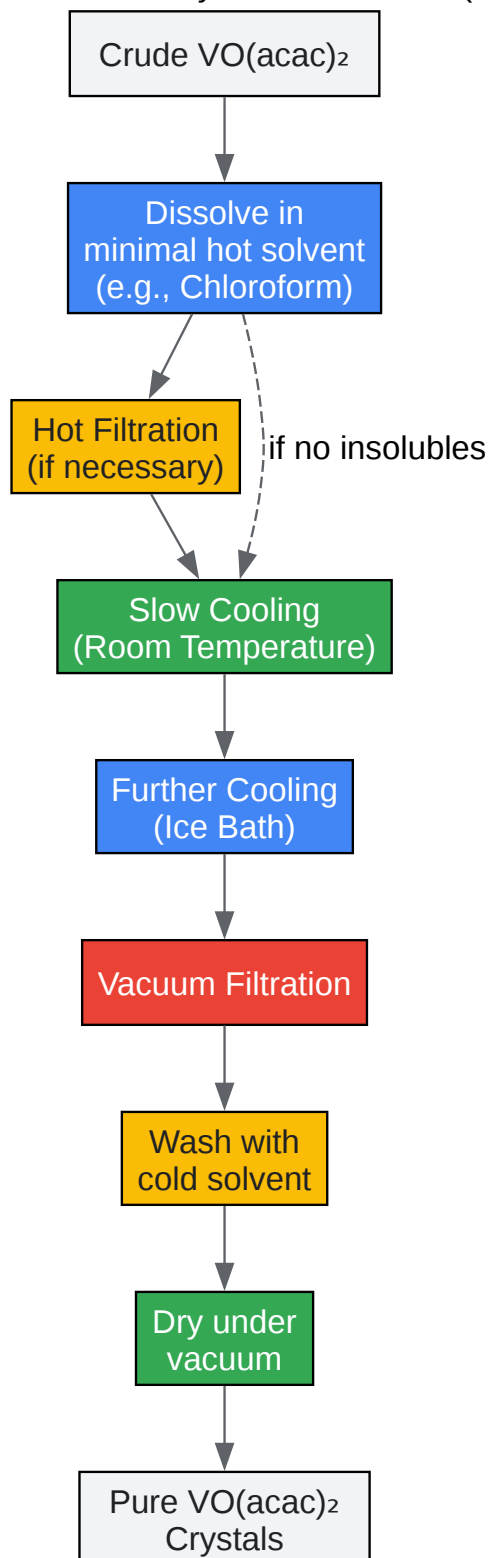 Crude VO(acac)₂
Dissolve in
minimal hot solvent
(e.g., Chloroform)
Hot Filtration
(if necessary)
if no insolubles
Slow Cooling
(Room Temperature)
Further Cooling
(Ice Bath)
Vacuum Filtration
Wash with
cold solvent
Dry under
vacuum
Pure VO(acac)₂
Crystals